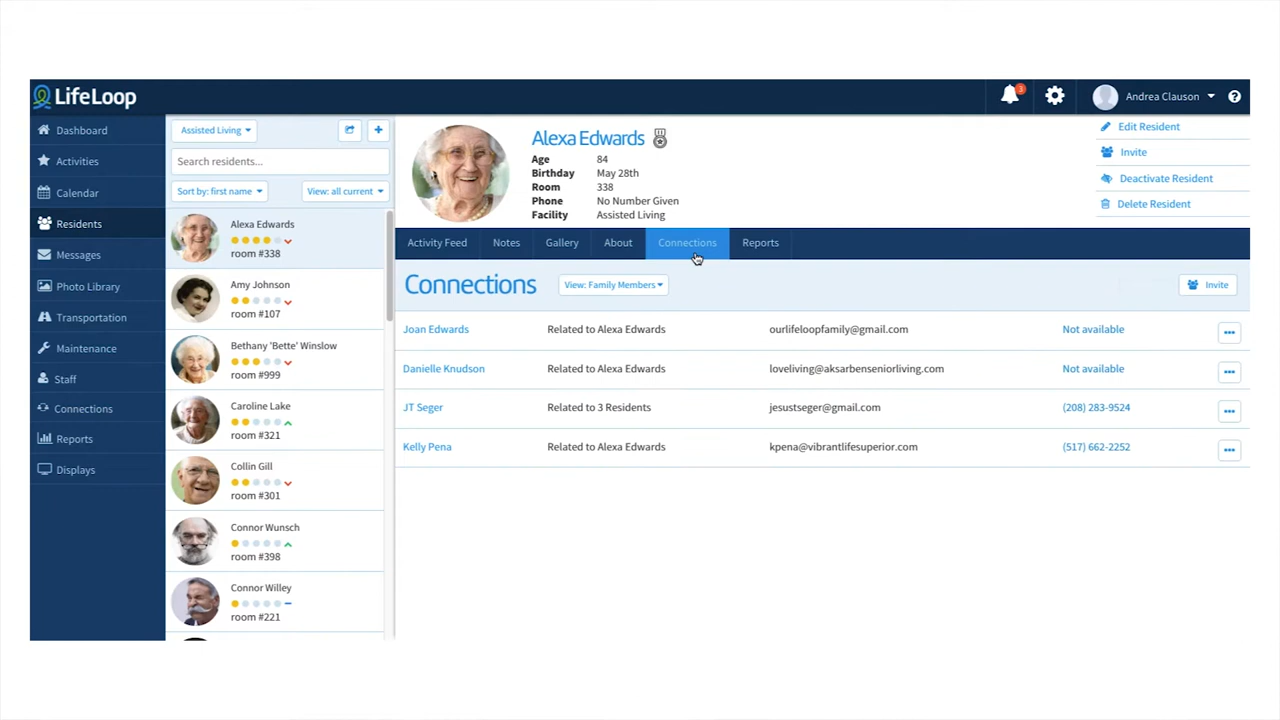 LifeLoop
3
Andrea Clauson
Dashboard
Activities
Calendar
Residents
Messages
Photo Library
Transportation
Maintenance
Staff
Connections
Reports
Displays
Assisted Living
Search residents...
Sort by: first name
View: all current
Alexa Edwards
room #338
Amy Johnson
room #107
Bethany 'Bette' Winslow
room #999
Caroline Lake
room #321
Collin Gill
room #301
Connor Wunsch
room #398
Connor Willey
room #221
Alexa Edwards
Age 84
Birthday May 28th
Room 338
Phone No Number Given
Facility Assisted Living
Edit Resident
Invite
Deactivate Resident
Delete Resident
Activity Feed Notes Gallery About Connections Reports
Connections View: Family Members Invite
Joan Edwards Related to Alexa Edwards ourlifeloopfamily@gmail.com Not available
Danielle Knudson Related to Alexa Edwards loveliving@aksarbenseniorliving.com Not available
JT Seger Related to 3 Residents jesustseger@gmail.com (208) 283-9524
Kelly Pena Related to Alexa Edwards kpena@vibrantlifesuperior.com (517) 662-2252